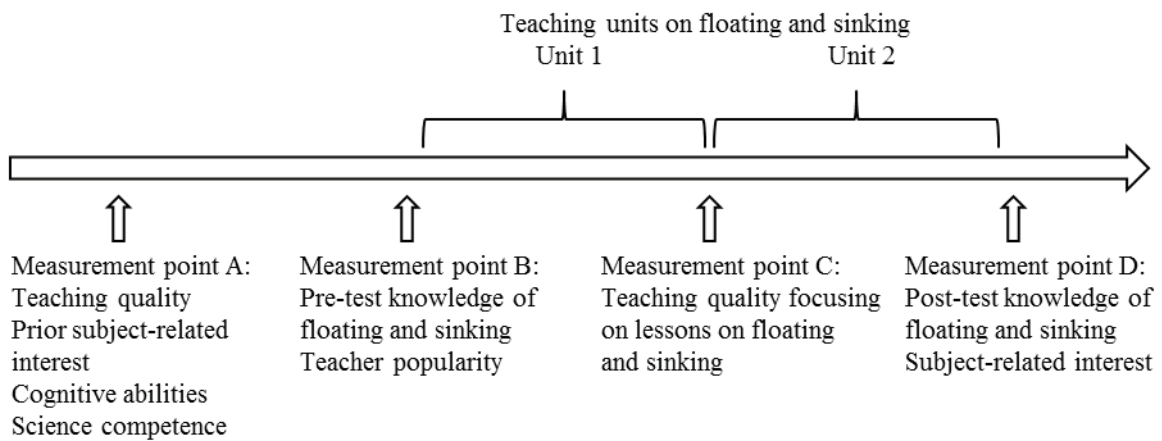 Teaching units on floating and sinking
Unit 1
Unit 2
Measurement point A:
Teaching quality
Prior subject-related
interest
Cognitive abilities
Science competence
Measurement point B:
Pre-test knowledge of
floating and sinking
Teacher popularity
Measurement point C:
Teaching quality focusing
on lessons on floating
and sinking
Measurement point D:
Post-test knowledge of
floating and sinking
Subject-related interest